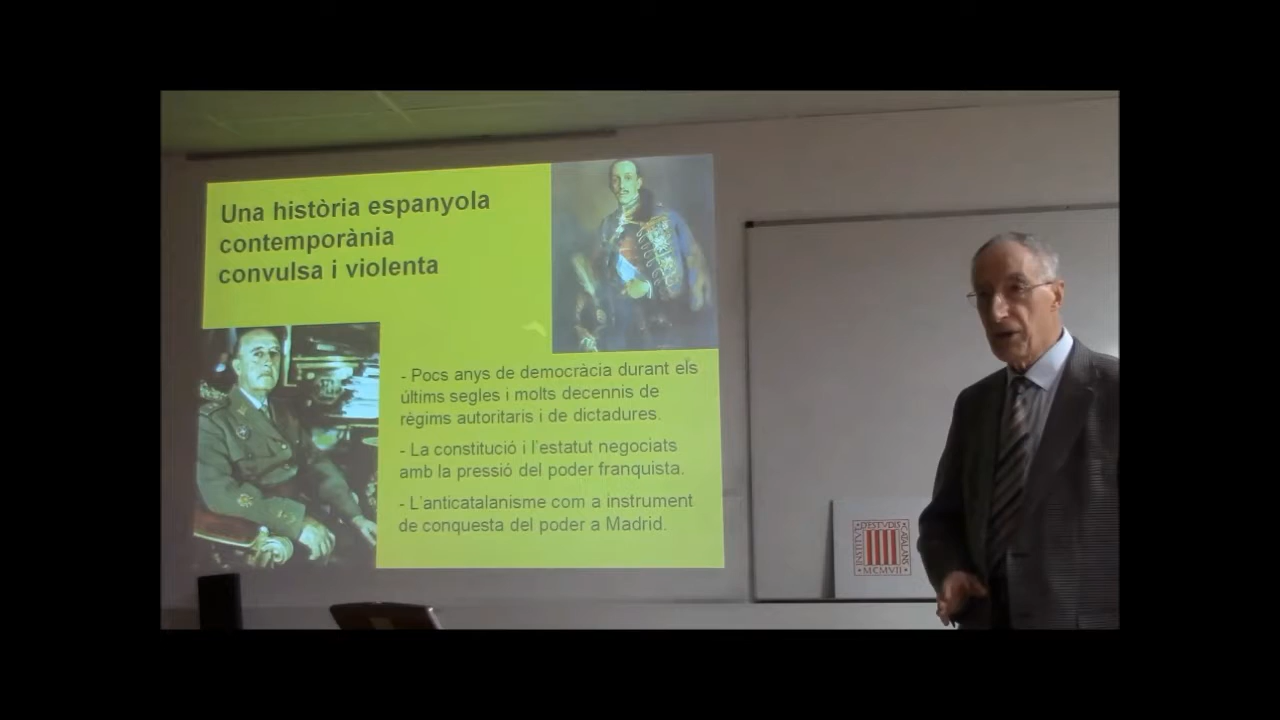 Una història espanyola
contemporània
convulsa i violenta
- Pocs anys de democràcia durant els
últims segles i molts decennis de
règims autoritaris i de dictadures.
- La constitució i l'estatut negociats
amb la pressió del poder franquista.
- L'anticatalanisme com a instrument
de conquesta del poder a Madrid.
INSTITUT
D'ESTUDIS
CATALANS
MCMVII